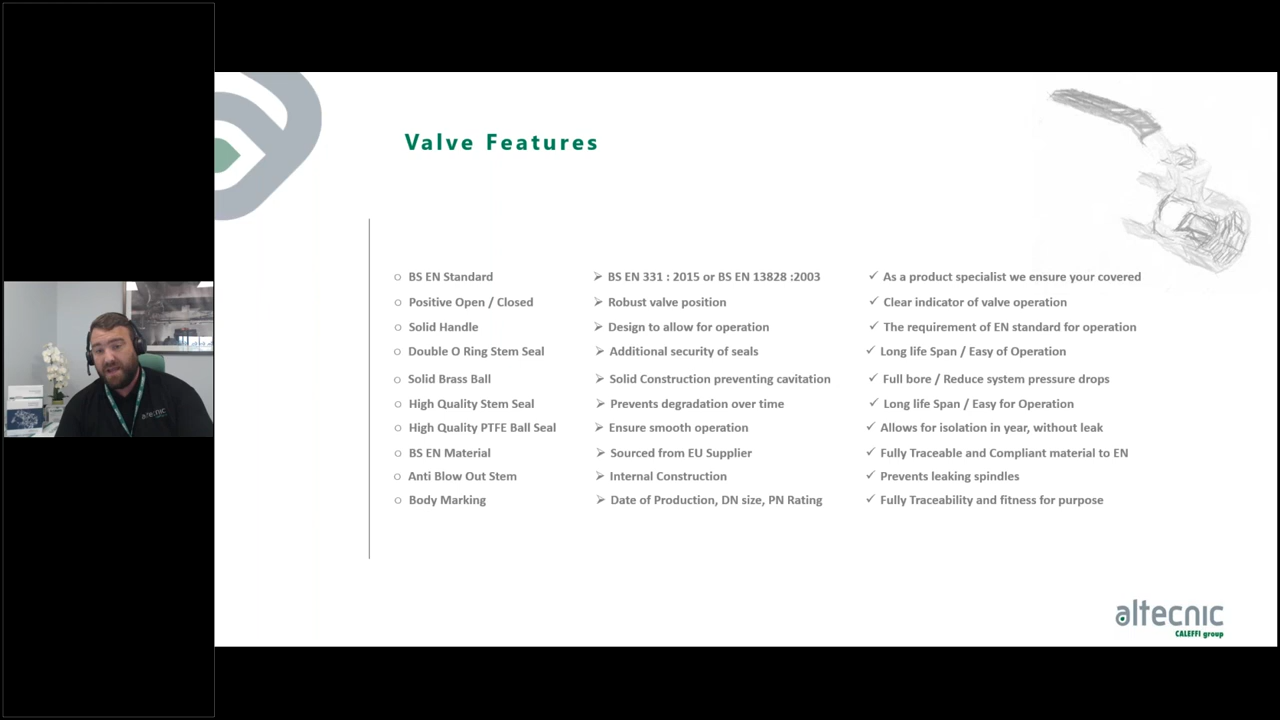 Valve Features
BS EN Standard
BS EN 331 : 2015 or BS EN 13828 :2003
As a product specialist we ensure your covered
Positive Open / Closed
Robust valve position
Clear indicator of valve operation
Solid Handle
Design to allow for operation
The requirement of EN standard for operation
Double O Ring Stem Seal
Additional security of seals
Long life Span / Easy of Operation
Solid Brass Ball
Solid Construction preventing cavitation
Full bore / Reduce system pressure drops
High Quality Stem Seal
Prevents degradation over time
Long life Span / Easy for Operation
High Quality PTFE Ball Seal
Ensure smooth operation
Allows for isolation in year, without leak
BS EN Material
Sourced from EU Supplier
Fully Traceable and Compliant material to EN
Anti Blow Out Stem
Internal Construction
Prevents leaking spindles
Body Marking
Date of Production, DN size, PN Rating
Fully Traceability and fitness for purpose
altecnic
altecnic
CALEFFI group